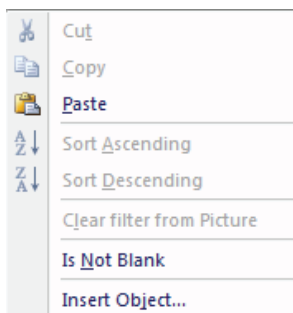 Cut
Copy
Paste
Sort Ascending
Sort Descending
Clear filter from Picture
Is Not Blank
Insert Object...